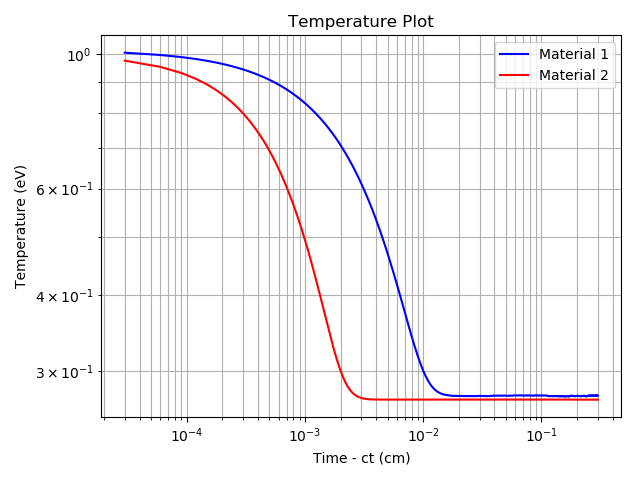 Temperature Plot
Material 1
Material 2
Temperature (eV)
10⁰
6 × 10⁻¹
4 × 10⁻¹
3 × 10⁻¹
10⁻⁴
10⁻³
10⁻²
10⁻¹
Time - ct (cm)